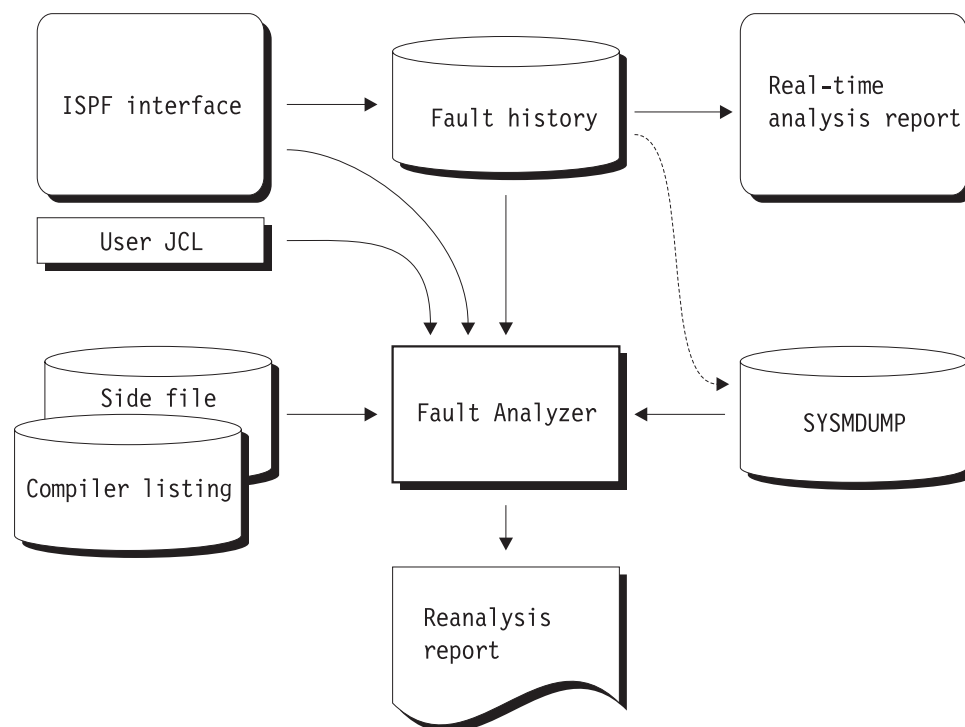 ISPF interface
Fault history
Real-time
analysis report
User JCL
Side file
Compiler listing
Fault Analyzer
SYSMDUMP
Reanalysis
report